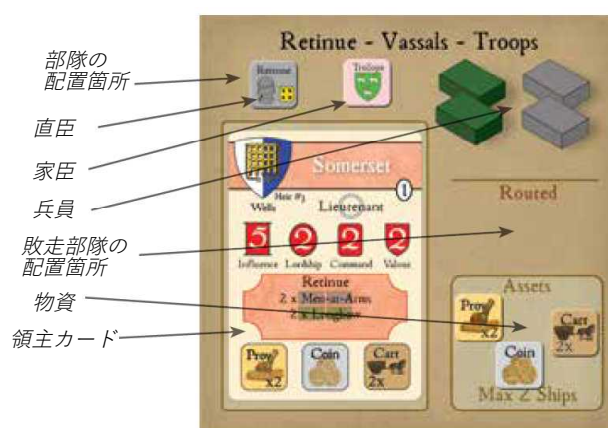 部隊の
配置箇所
直臣
家臣
兵員
敗走部隊の
配置箇所
物資
領主カード
Retinue - Vassals - Troops
Retinue
Trollope
Somerset
1
Wells
Heir #3
Lieutenant
5
2
2
2
Influence
Lordship
Command
Valour
Retinue
2 x Men-at-Arms
2 x Longbow
Prov
x2
Coin
Cart
2x
Routed
Assets
Prov
x2
Cart
2x
Coin
Max 2 Ships